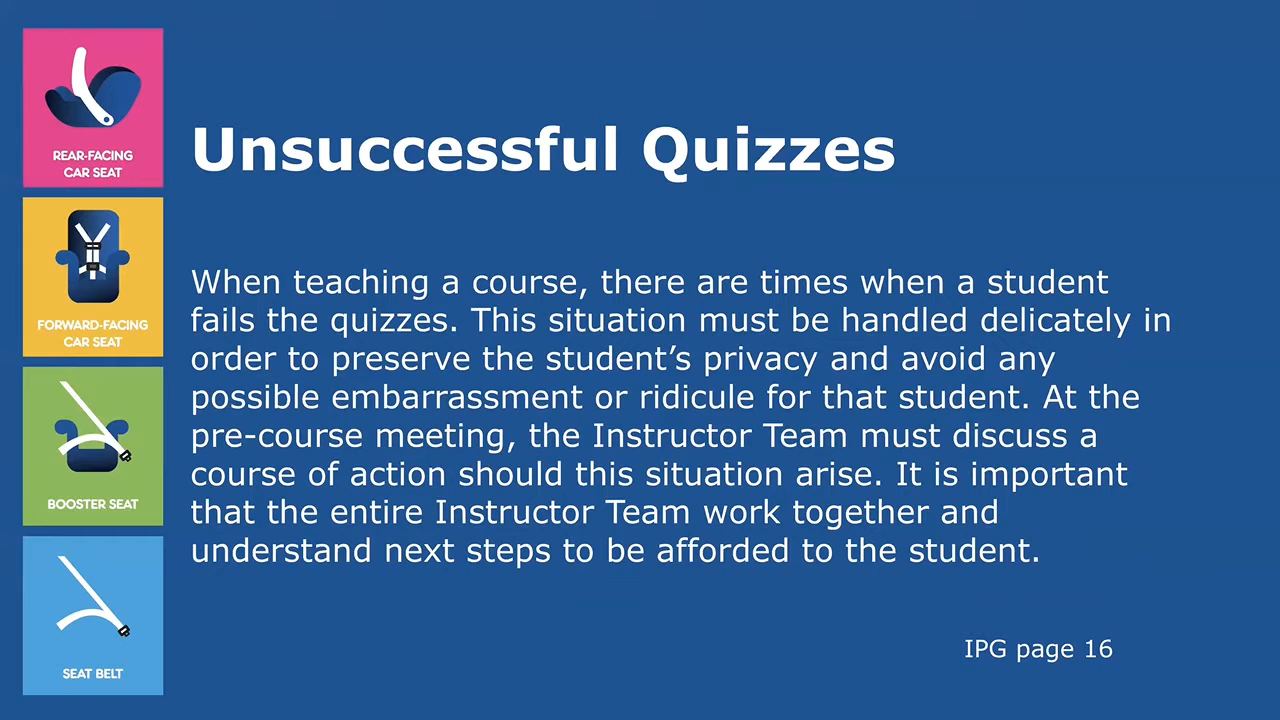 REAR-FACING
CAR SEAT
FORWARD-FACING
CAR SEAT
BOOSTER SEAT
SEAT BELT
Unsuccessful Quizzes
When teaching a course, there are times when a student
fails the quizzes. This situation must be handled delicately in
order to preserve the student’s privacy and avoid any
possible embarrassment or ridicule for that student. At the
pre-course meeting, the Instructor Team must discuss a
course of action should this situation arise. It is important
that the entire Instructor Team work together and
understand next steps to be afforded to the student.
IPG page 16